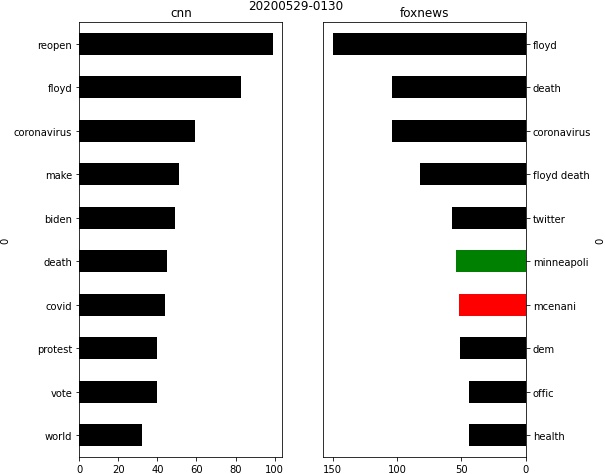 20200529-0130
cnn
foxnews
reopen
floyd
coronavirus
make
biden
death
covid
protest
vote
world
0 20 40 60 80 100
0
floyd
death
coronavirus
floyd death
twitter
minneapoli
mcenani
dem
offic
health
150 100 50 0
0